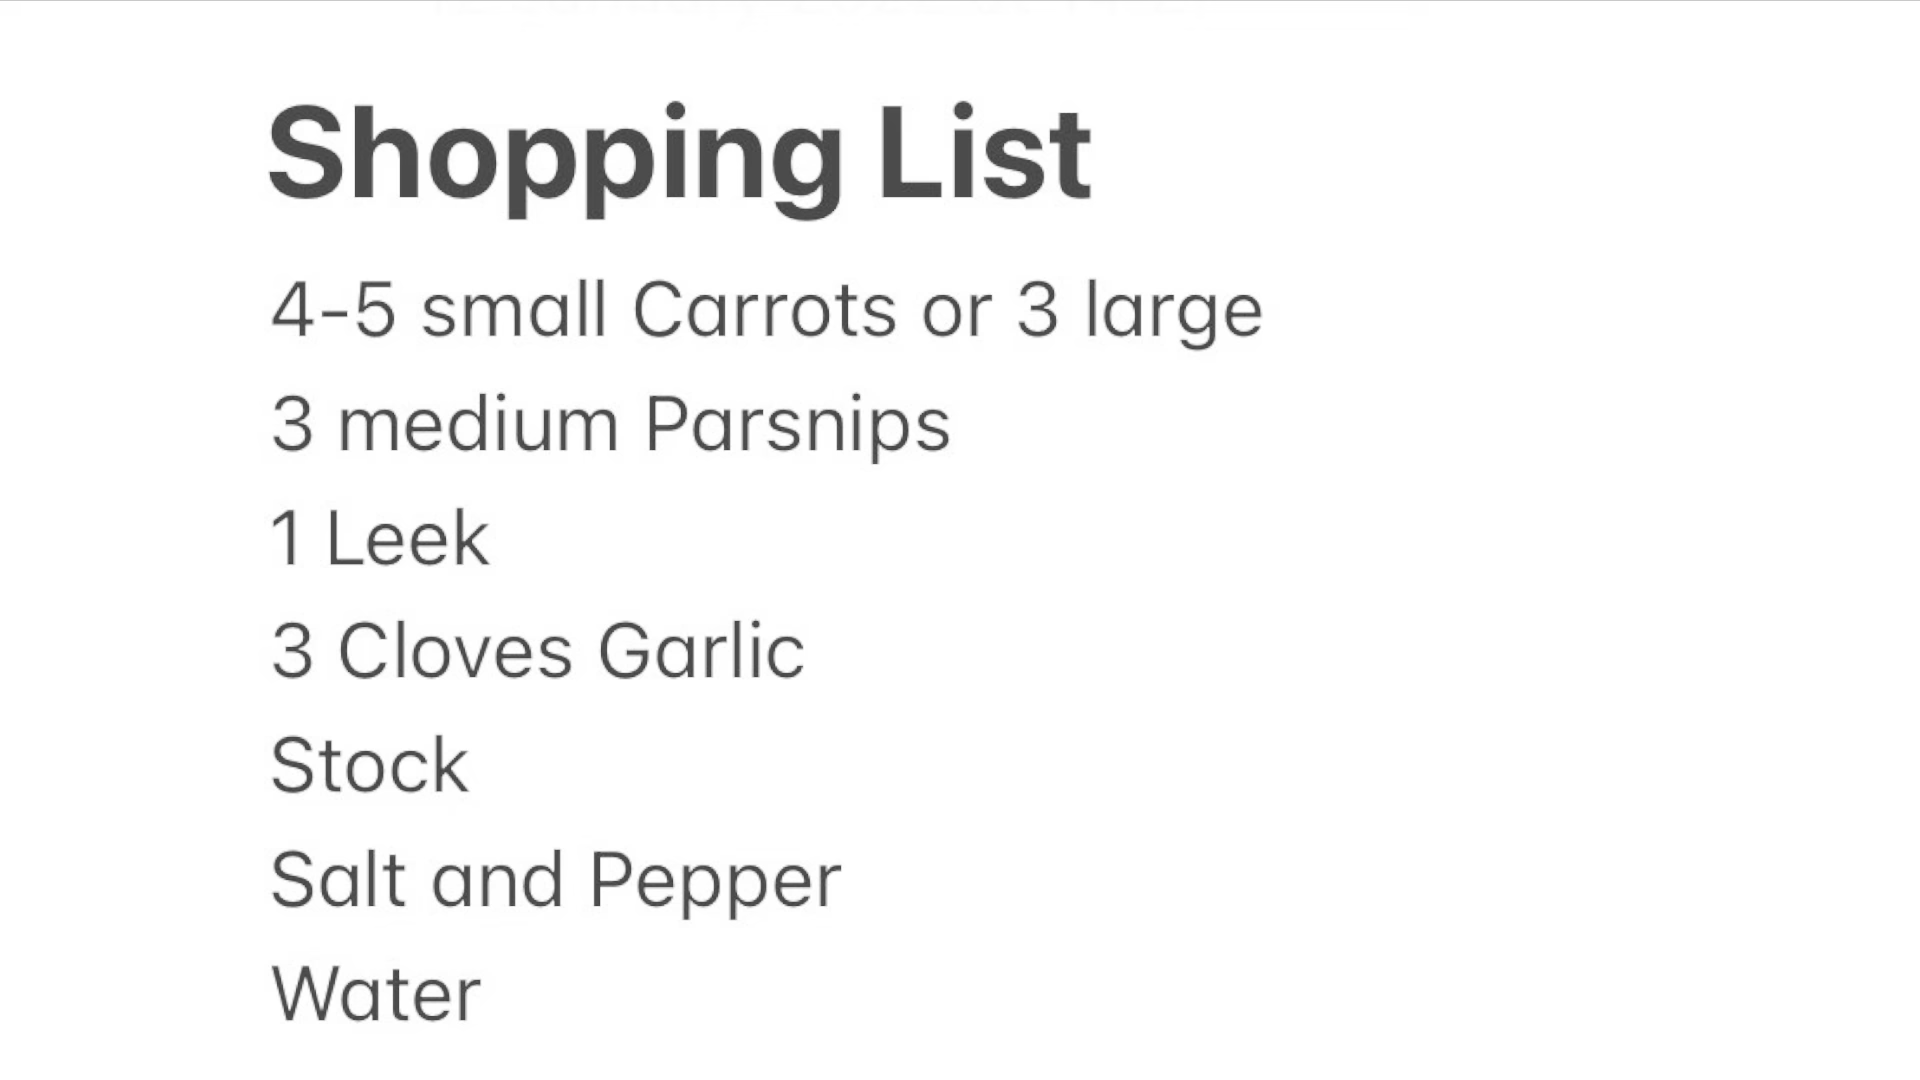 Shopping List
4-5 small Carrots or 3 large
3 medium Parsnips
1 Leek
3 Cloves Garlic
Stock
Salt and Pepper
Water